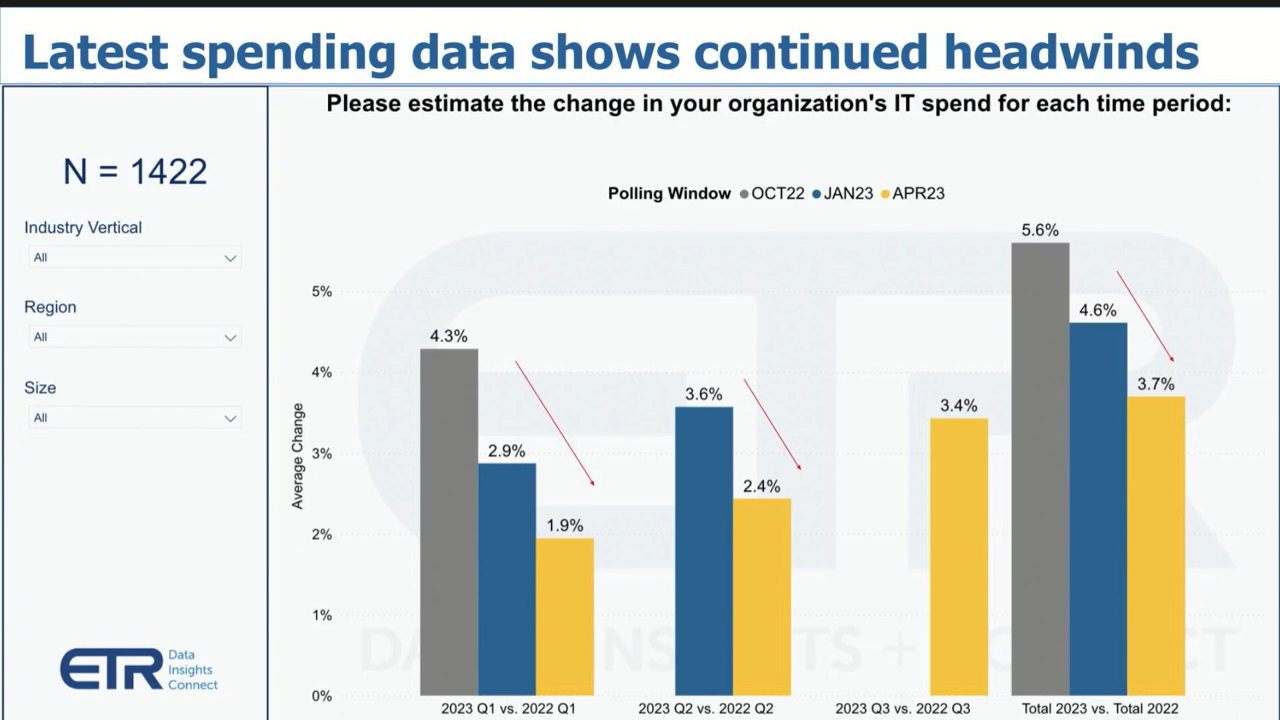 Latest spending data shows continued headwinds
Please estimate the change in your organization's IT spend for each time period:
N = 1422
Industry Vertical
All
Region
All
Size
All
ETR Data
Insights
Connect
Polling Window OCT22 JAN23 APR23
Average Change
5%
4%
3%
2%
1%
0%
4.3%
2.9%
1.9%
3.6%
2.4%
3.4%
5.6%
4.6%
3.7%
2023 Q1 vs. 2022 Q1
2023 Q2 vs. 2022 Q2
2023 Q3 vs. 2022 Q3
Total 2023 vs. Total 2022